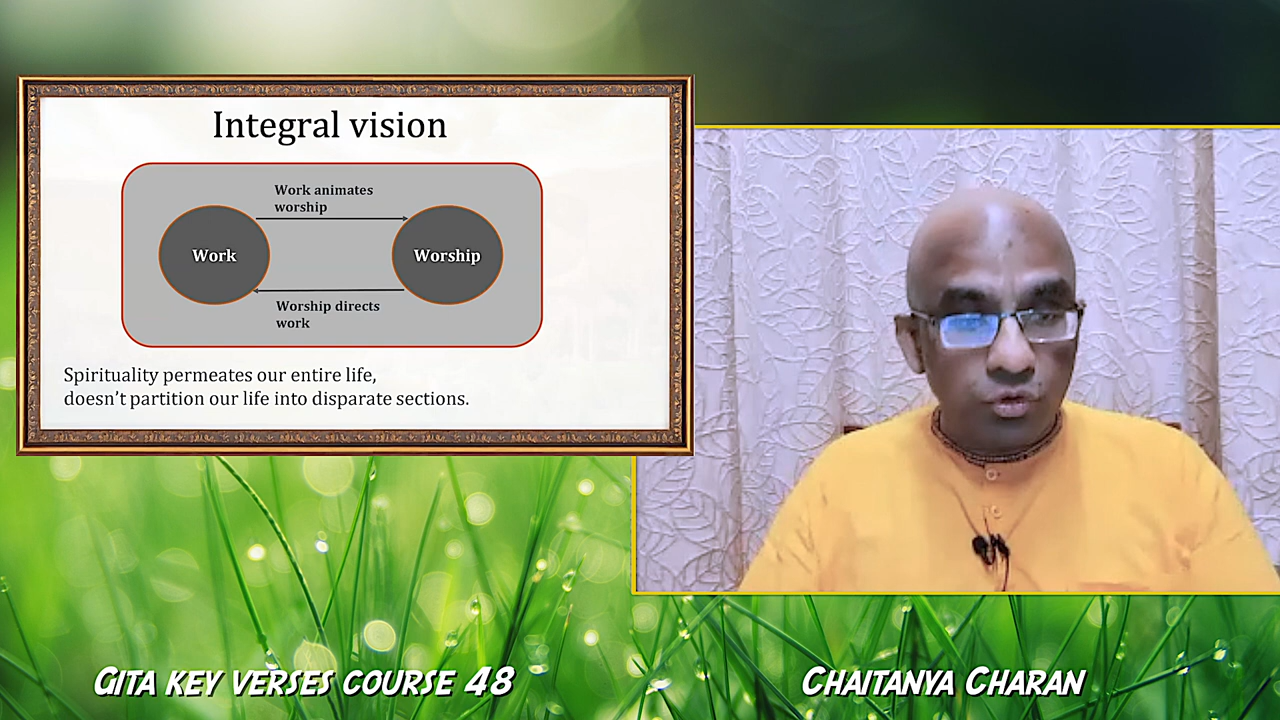 Integral vision
Work animates
worship
Work
Worship
Worship directs
work
Spirituality permeates our entire life,
doesn’t partition our life into disparate sections.
GITA KEY VERSES COURSE 48
CHAITANYA CHARAN